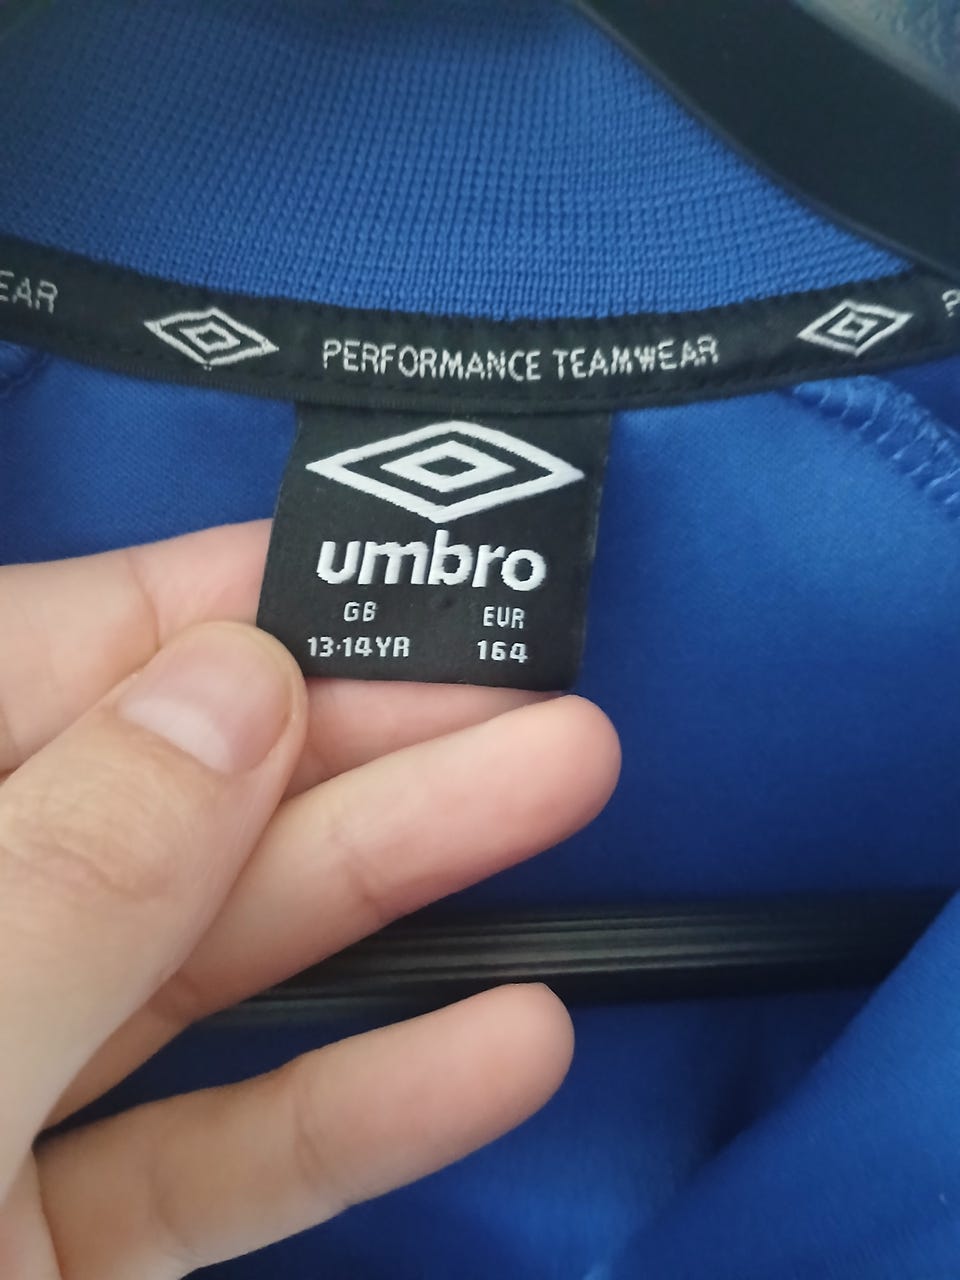 EAR PERFORMANCE TEAMWEAR P
umbro
GB EUR
13-14YR 164